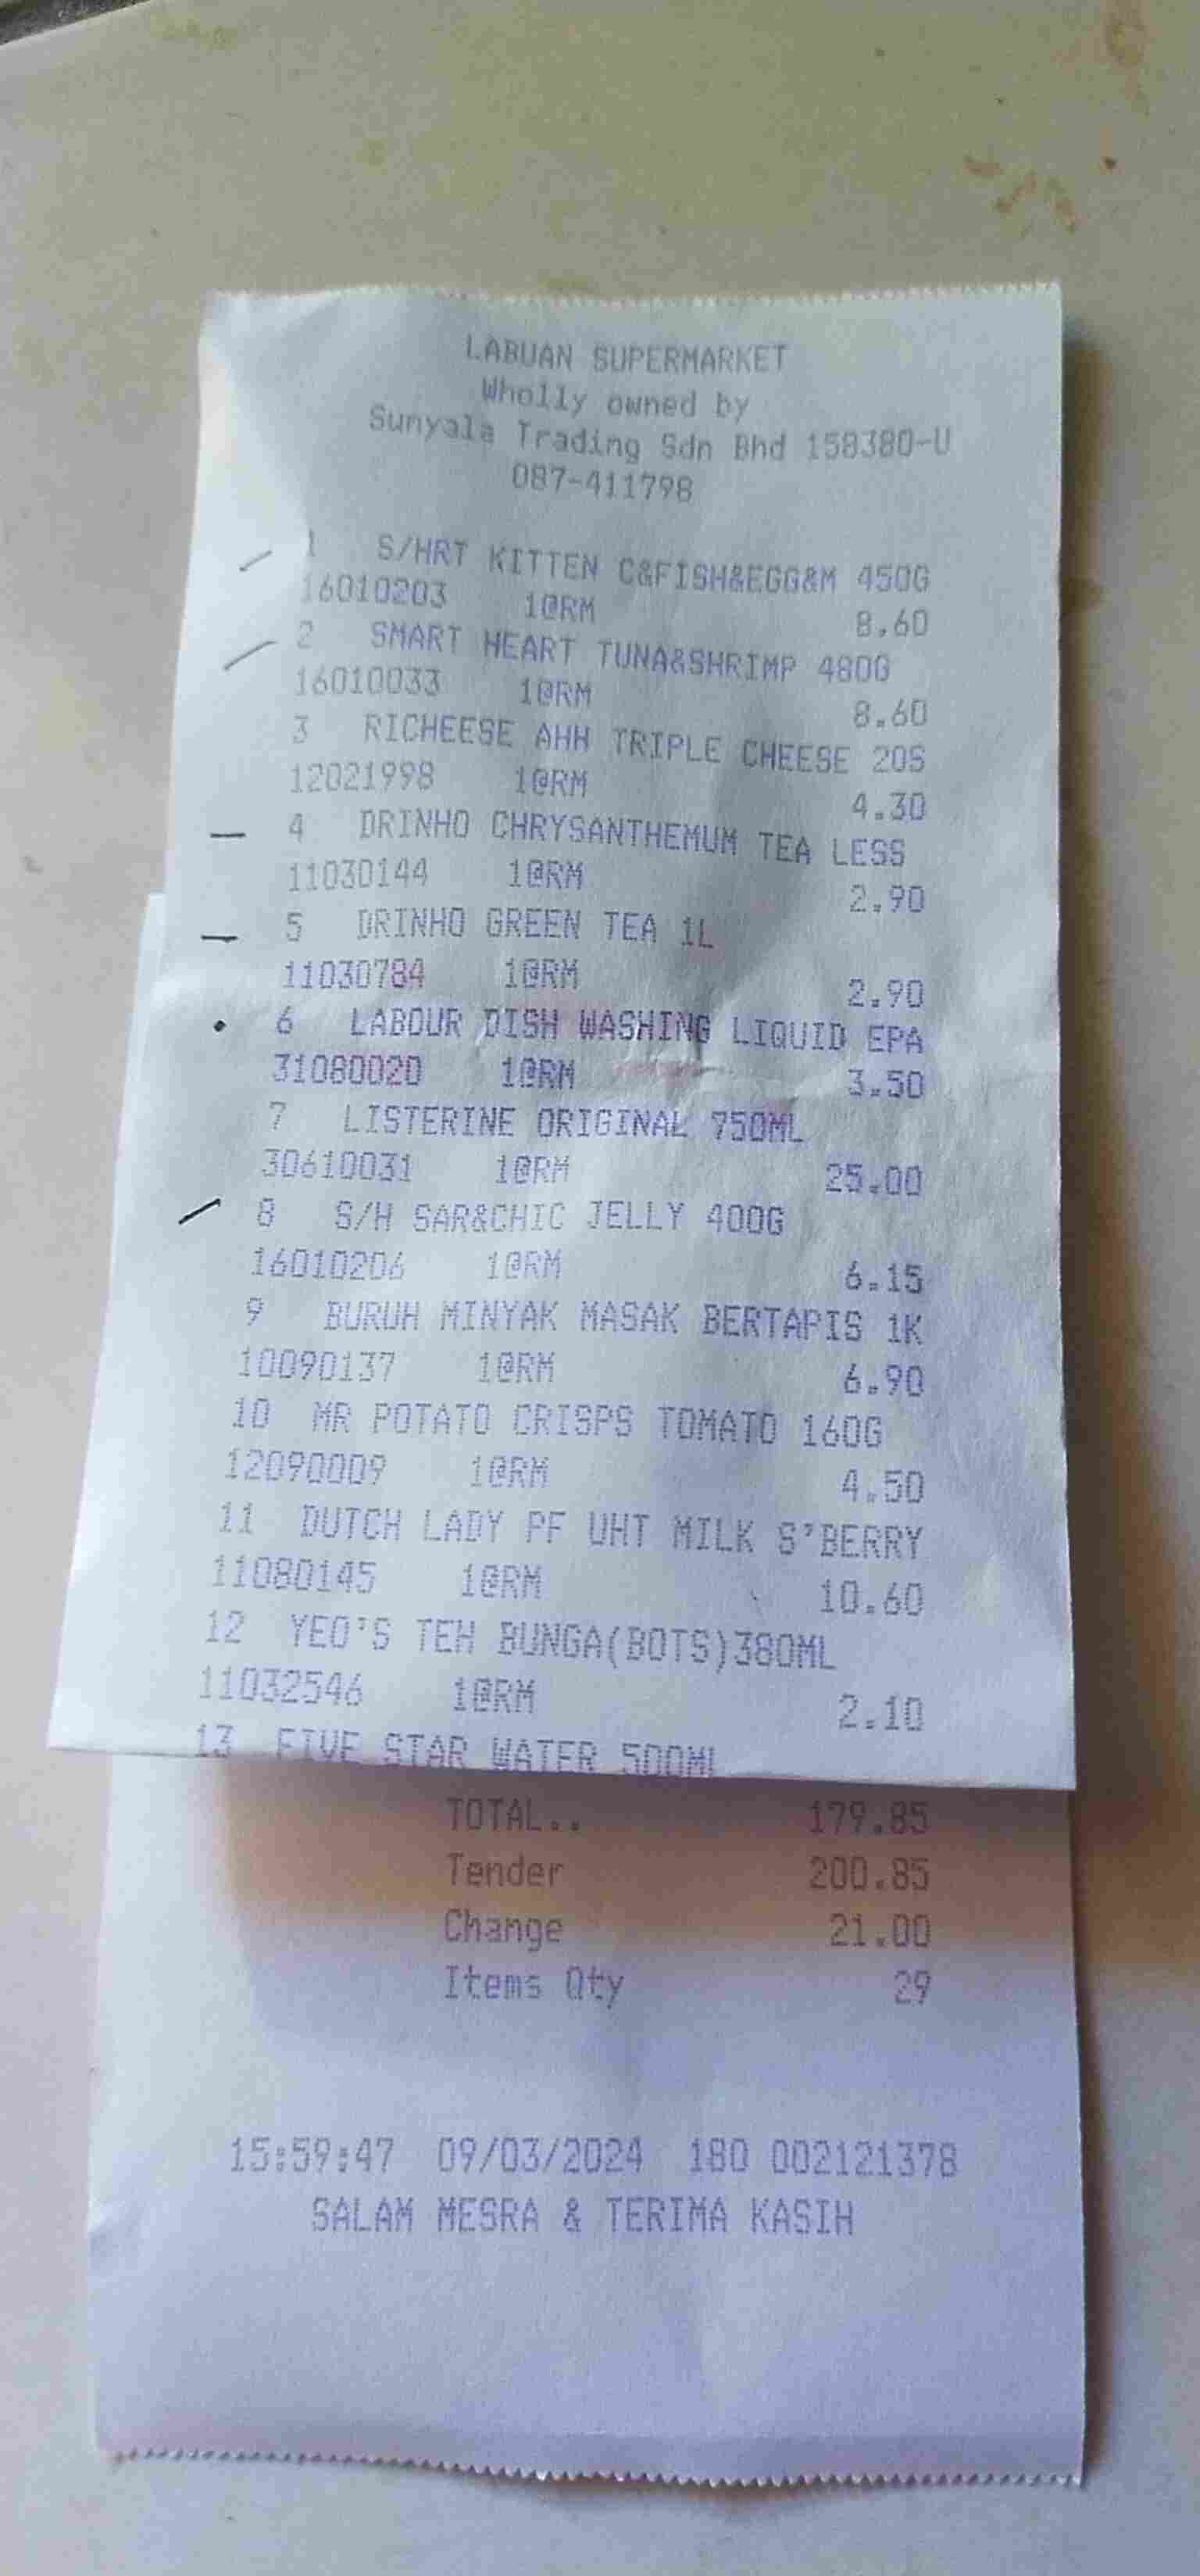 LABUAN SUPERMARKET
Wholly owned by
Sunyala Trading Sdn Bhd 158380-U
087-411798
1 S/HRT KITTEN C&FISH&EGG&M 450G
16010203 1@RM 8.60
2 SMART HEART TUNA&SHRIMP 480G
16010033 1@RM 8.60
3 RICHEESE AHH TRIPLE CHEESE 20S
12021998 1@RM 4.30
4 DRINHO CHRYSANTHEMUM TEA LESS
11030144 1@RM 2.90
5 DRINHO GREEN TEA 1L
11030784 1@RM 2.90
6 LABOUR DISH WASHING LIQUID EPA
31080020 1@RM 3.50
7 LISTERINE ORIGINAL 750ML
30610031 1@RM 25.00
8 S/H SAR&CHIC JELLY 400G
16010206 1@RM 6.15
9 BURUH MINYAK MASAK BERTAPIS 1K
10090137 1@RM 6.90
10 MR POTATO CRISPS TOMATO 160G
12090009 1@RM 4.50
11 DUTCH LADY PF UHT MILK S'BERRY
11080145 1@RM 10.60
12 YEO'S TEH BUNGA(BOTS)380ML
11032546 1@RM 2.10
13 FIVE STAR WATER 500ML
TOTAL.. 179.85
Tender 200.85
Change 21.00
Items Qty 29
15:59:47 09/03/2024 180 002121378
SALAM MESRA & TERIMA KASIH